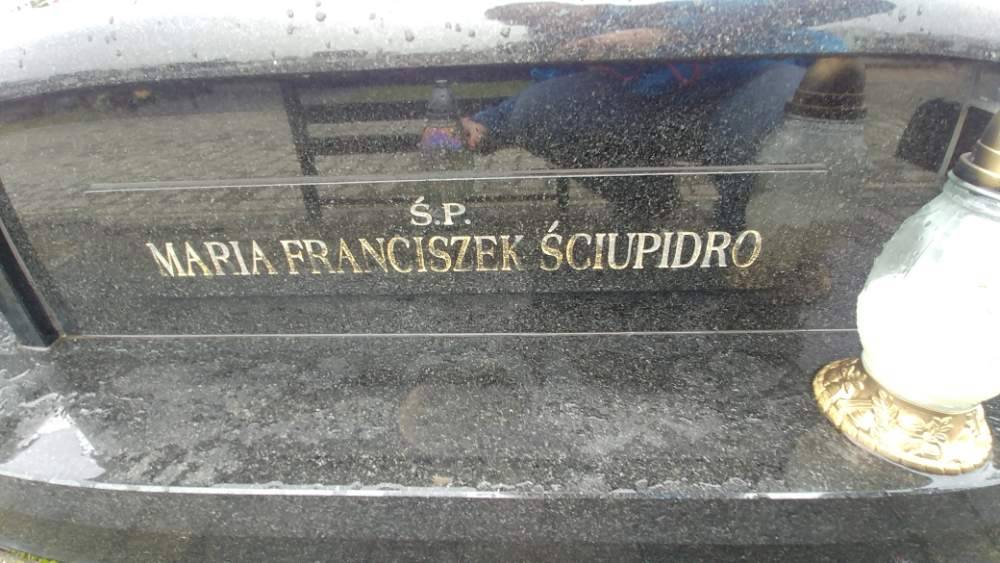 Ś.P.
MARIA FRANCISZEK ŚCIUPIDRO